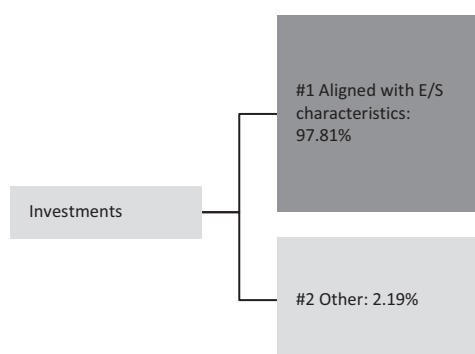 #1 Aligned with E/S
characteristics:
97.81%
Investments
#2 Other: 2.19%